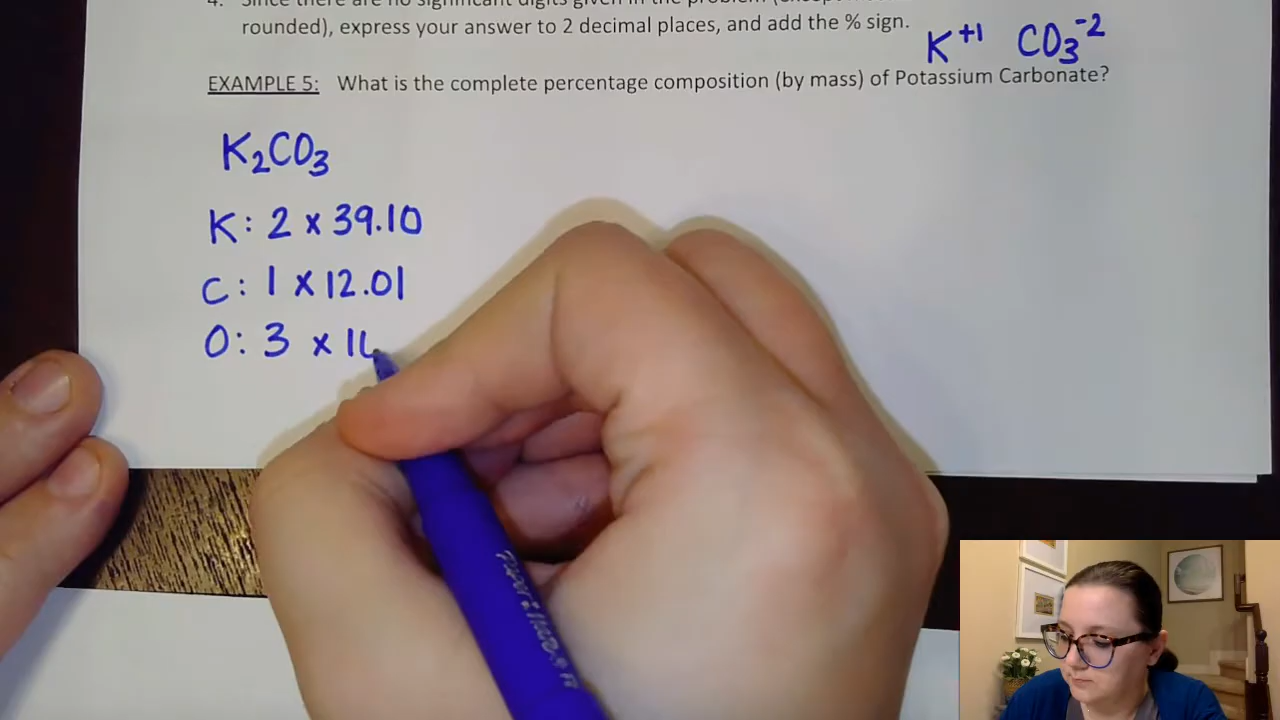 rounded), express your answer to 2 decimal places, and add the % sign.
K⁺¹ CO₃⁻²
EXAMPLE 5: What is the complete percentage composition (by mass) of Potassium Carbonate?
K₂CO₃
K: 2 x 39.10
C: 1 x 12.01
O: 3 x 1